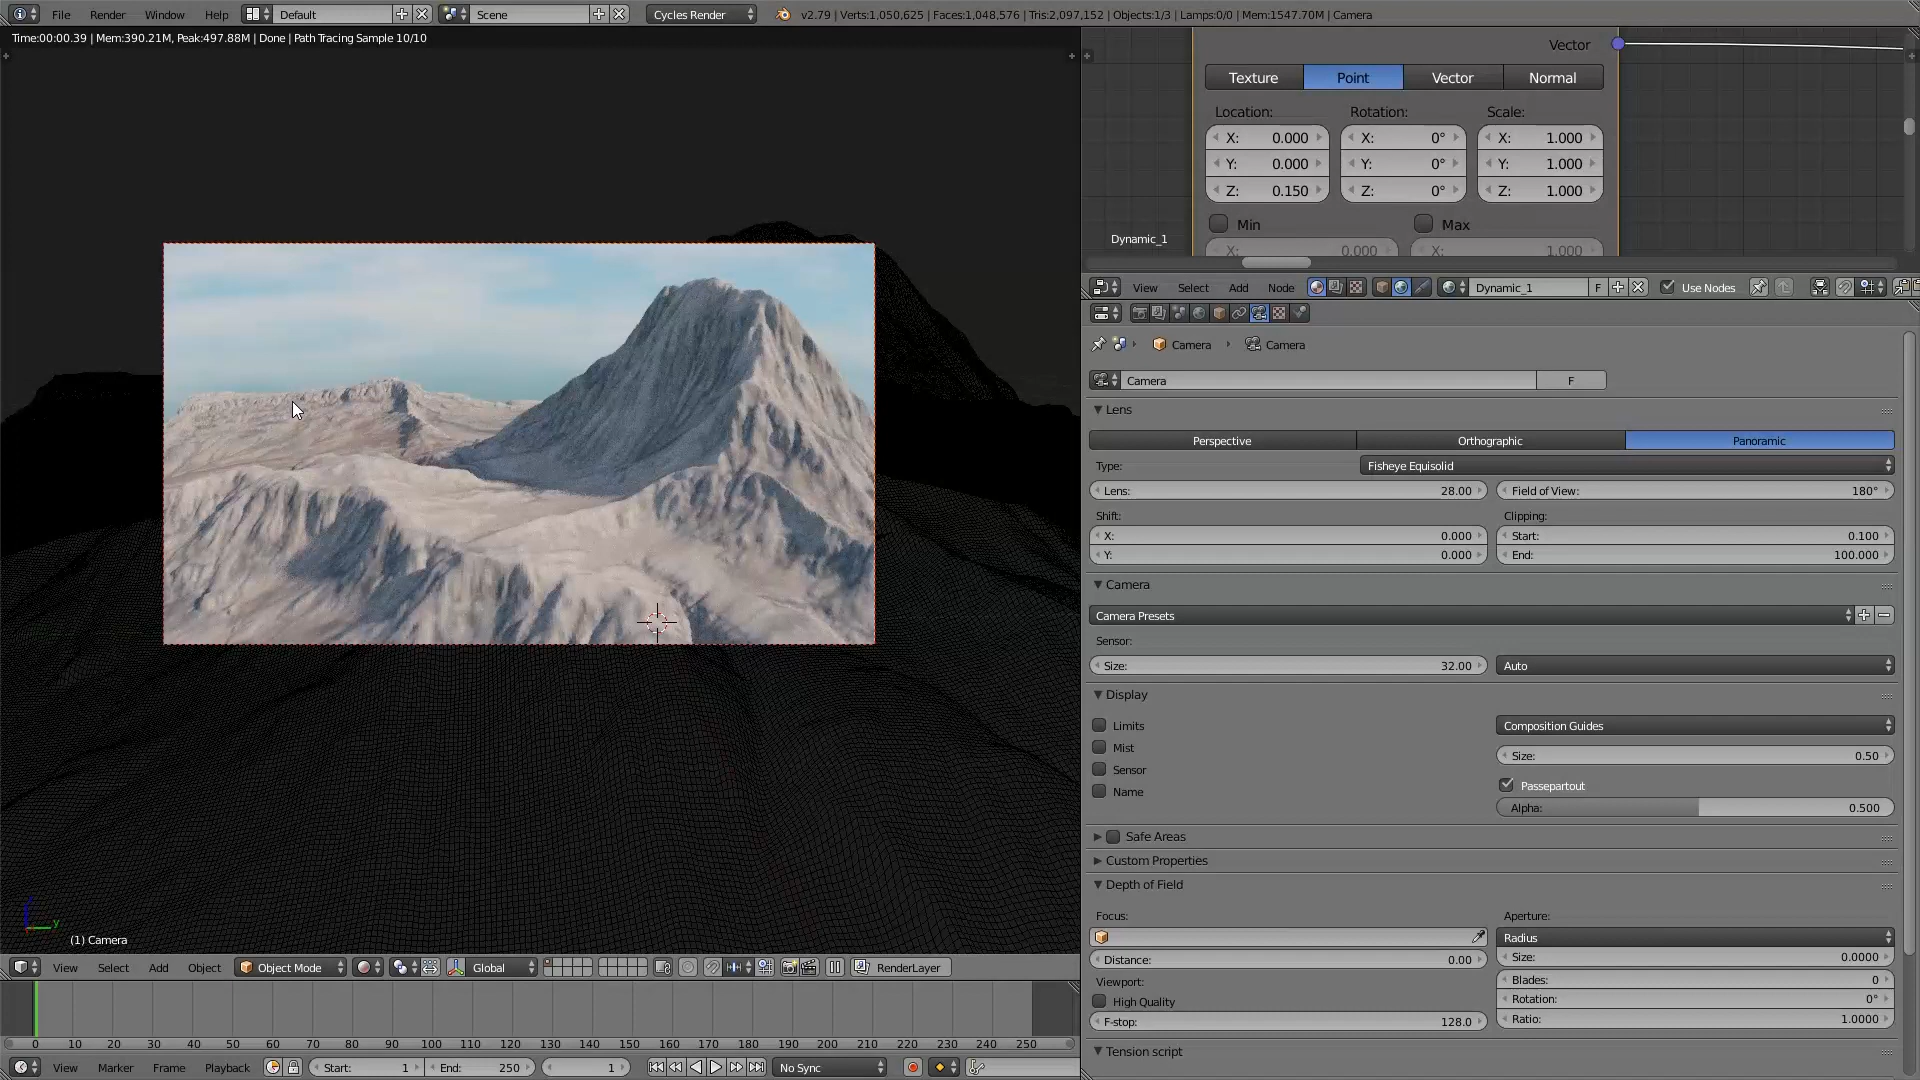 File Render Window Help Default Scene Cycles Render v2.79 | Verts:1,050,625 | Faces:1,048,576 | Tris:2,097,152 | Objects:1/3 | Lamps:0/0 | Mem:1547.70M | Camera
Time:00:00.39 | Mem:390.21M, Peak:497.88M | Done | Path Tracing Sample 10/10
Vector
Texture Point Vector Normal
Location: Rotation: Scale:
X: 0.000 X: 0° X: 1.000
Y: 0.000 Y: 0° Y: 1.000
Z: 0.150 Z: 0° Z: 1.000
Min Max
X: 0.000 X: 1.000
Dynamic_1
View Select Add Node Dynamic_1 F Use Nodes
Camera Camera
Camera F
Lens
Perspective Orthographic Panoramic
Type: Fisheye Equisolid
Lens: 28.00 Field of View: 180°
Shift: Clipping:
X: 0.000 Start: 0.100
Y: 0.000 End: 100.000
Camera
Camera Presets
Sensor:
Size: 32.00 Auto
Display
Limits Composition Guides
Mist Size: 0.50
Sensor
Name Passepartout
Alpha: 0.500
Safe Areas
Custom Properties
Depth of Field
Focus: Aperture:
Radius
Distance: 0.00 Size: 0.0000
Viewport: Blades: 0
High Quality Rotation: 0°
F-stop: 128.0 Ratio: 1.0000
Tension script
y
(1) Camera
View Select Add Object Object Mode Global RenderLayer
0 10 20 30 40 50 60 70 80 90 100 110 120 130 140 150 160 170 180 190 200 210 220 230 240 250
View Marker Frame Playback Start: 1 End: 250 1 No Sync